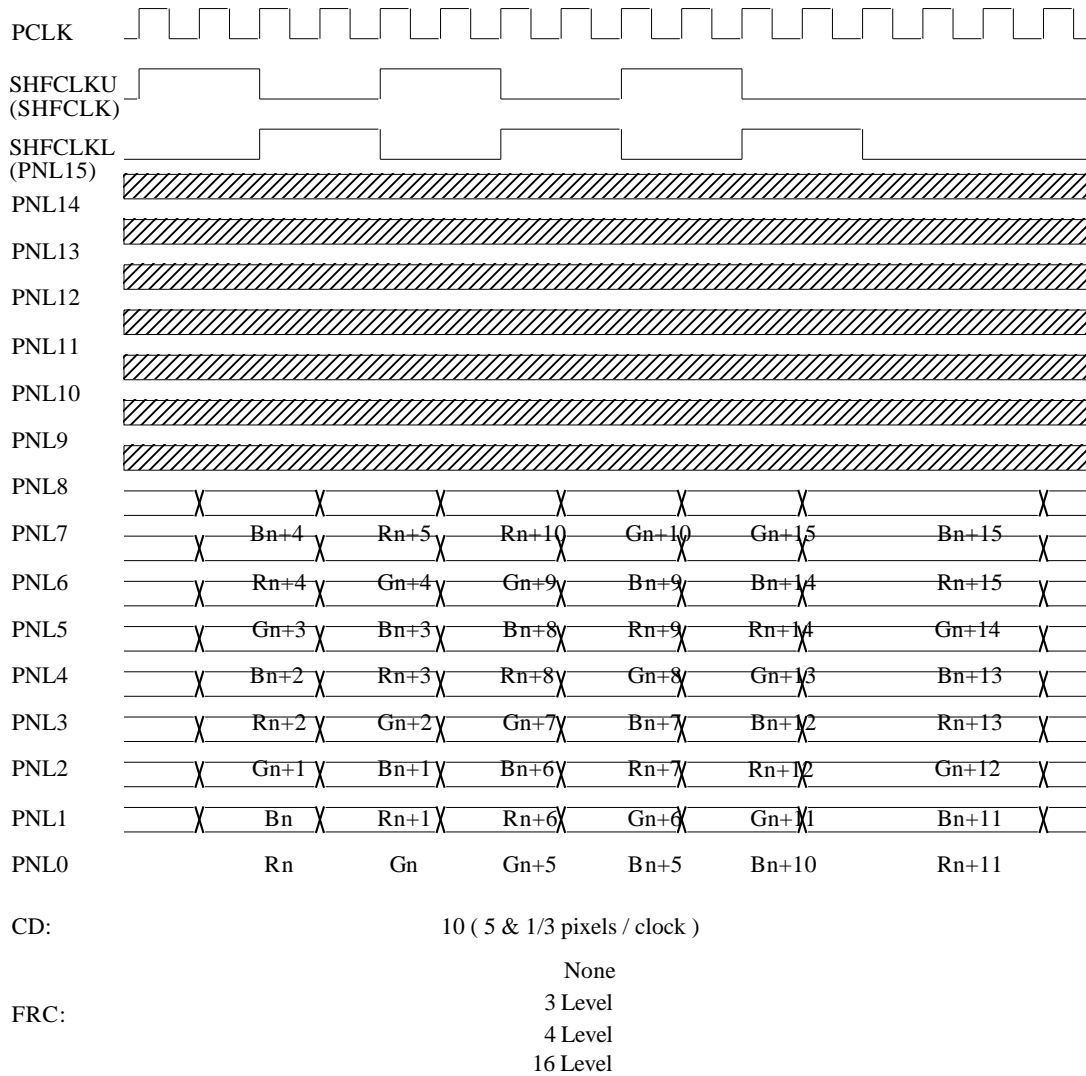 PCLK
SHFCLKU
(SHFCLK)
SHFCLKL
(PNL15)
PNL14
PNL13
PNL12
PNL11
PNL10
PNL9
PNL8
PNL7 Bn+4 Rn+5 Rn+10 Gn+10 Gn+15 Bn+15
PNL6 Rn+4 Gn+4 Gn+9 Bn+9 Bn+14 Rn+15
PNL5 Gn+3 Bn+3 Bn+8 Rn+9 Rn+14 Gn+14
PNL4 Bn+2 Rn+3 Rn+8 Gn+8 Gn+13 Bn+13
PNL3 Rn+2 Gn+2 Gn+7 Bn+7 Bn+12 Rn+13
PNL2 Gn+1 Bn+1 Bn+6 Rn+7 Rn+12 Gn+12
PNL1 Bn Rn+1 Rn+6 Gn+6 Gn+11 Bn+11
PNL0 Rn Gn Gn+5 Bn+5 Bn+10 Rn+11
CD: 10 ( 5 & 1/3 pixels / clock )
None
3 Level
FRC:
4 Level
16 Level